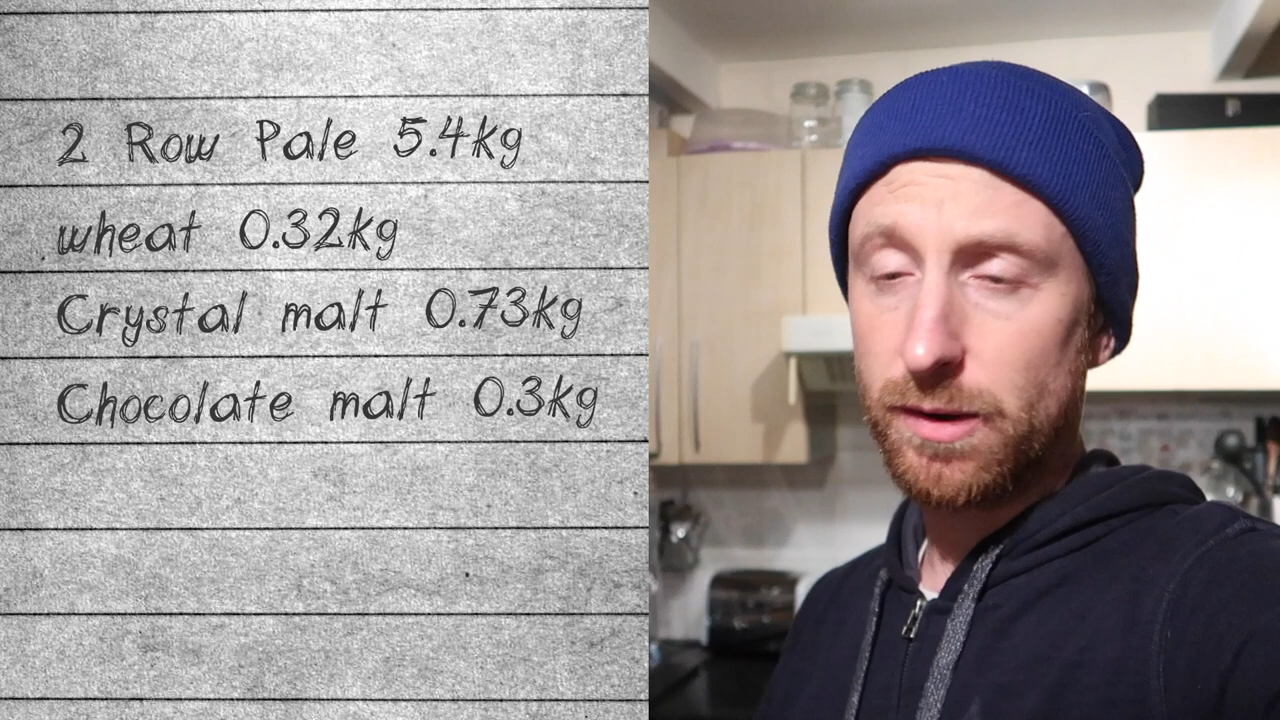 2 Row Pale 5.4kg
wheat 0.32kg
Crystal malt 0.73kg
Chocolate malt 0.3kg